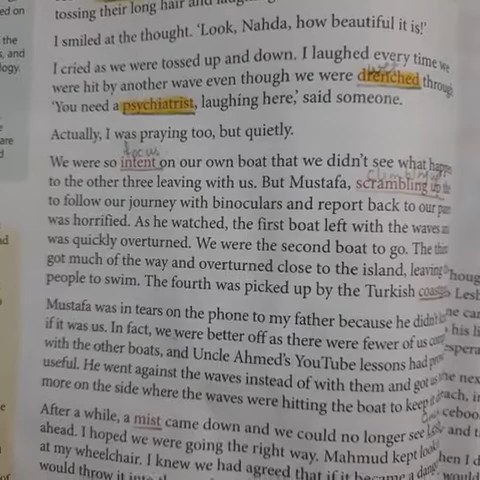 tossing their long hair and
I smiled at the thought. 'Look, Nahda, how beautiful it is!'
I cried as we were tossed up and down. I laughed every time we
were hit by another wave even though we were drenched through
'You need a psychiatrist, laughing here,' said someone.
Actually, I was praying too, but quietly.
focus
We were so intent on our own boat that we didn't see what
climbing
to the other three leaving with us. But Mustafa, scrambling up the
to follow our journey with binoculars and report back to our
was horrified. As he watched, the first boat left with the waves
was quickly overturned. We were the second boat to go. The
got much of the way and overturned close to the island, leaving
people to swim. The fourth was picked up by the Turkish
Mustafa was in tears on the phone to my father because he
if it was us. In fact, we were better off as there were fewer of us
with the other boats, and Uncle Ahmed's YouTube lessons had
useful. He went against the waves instead of with them and got us
more on the side where the waves were hitting the boat to keep it
After a while, a mist came down and we could no longer see
ahead. I hoped we were going the right way. Mahmud kept
at my wheelchair. I knew we had agreed that if it became a
would throw it into